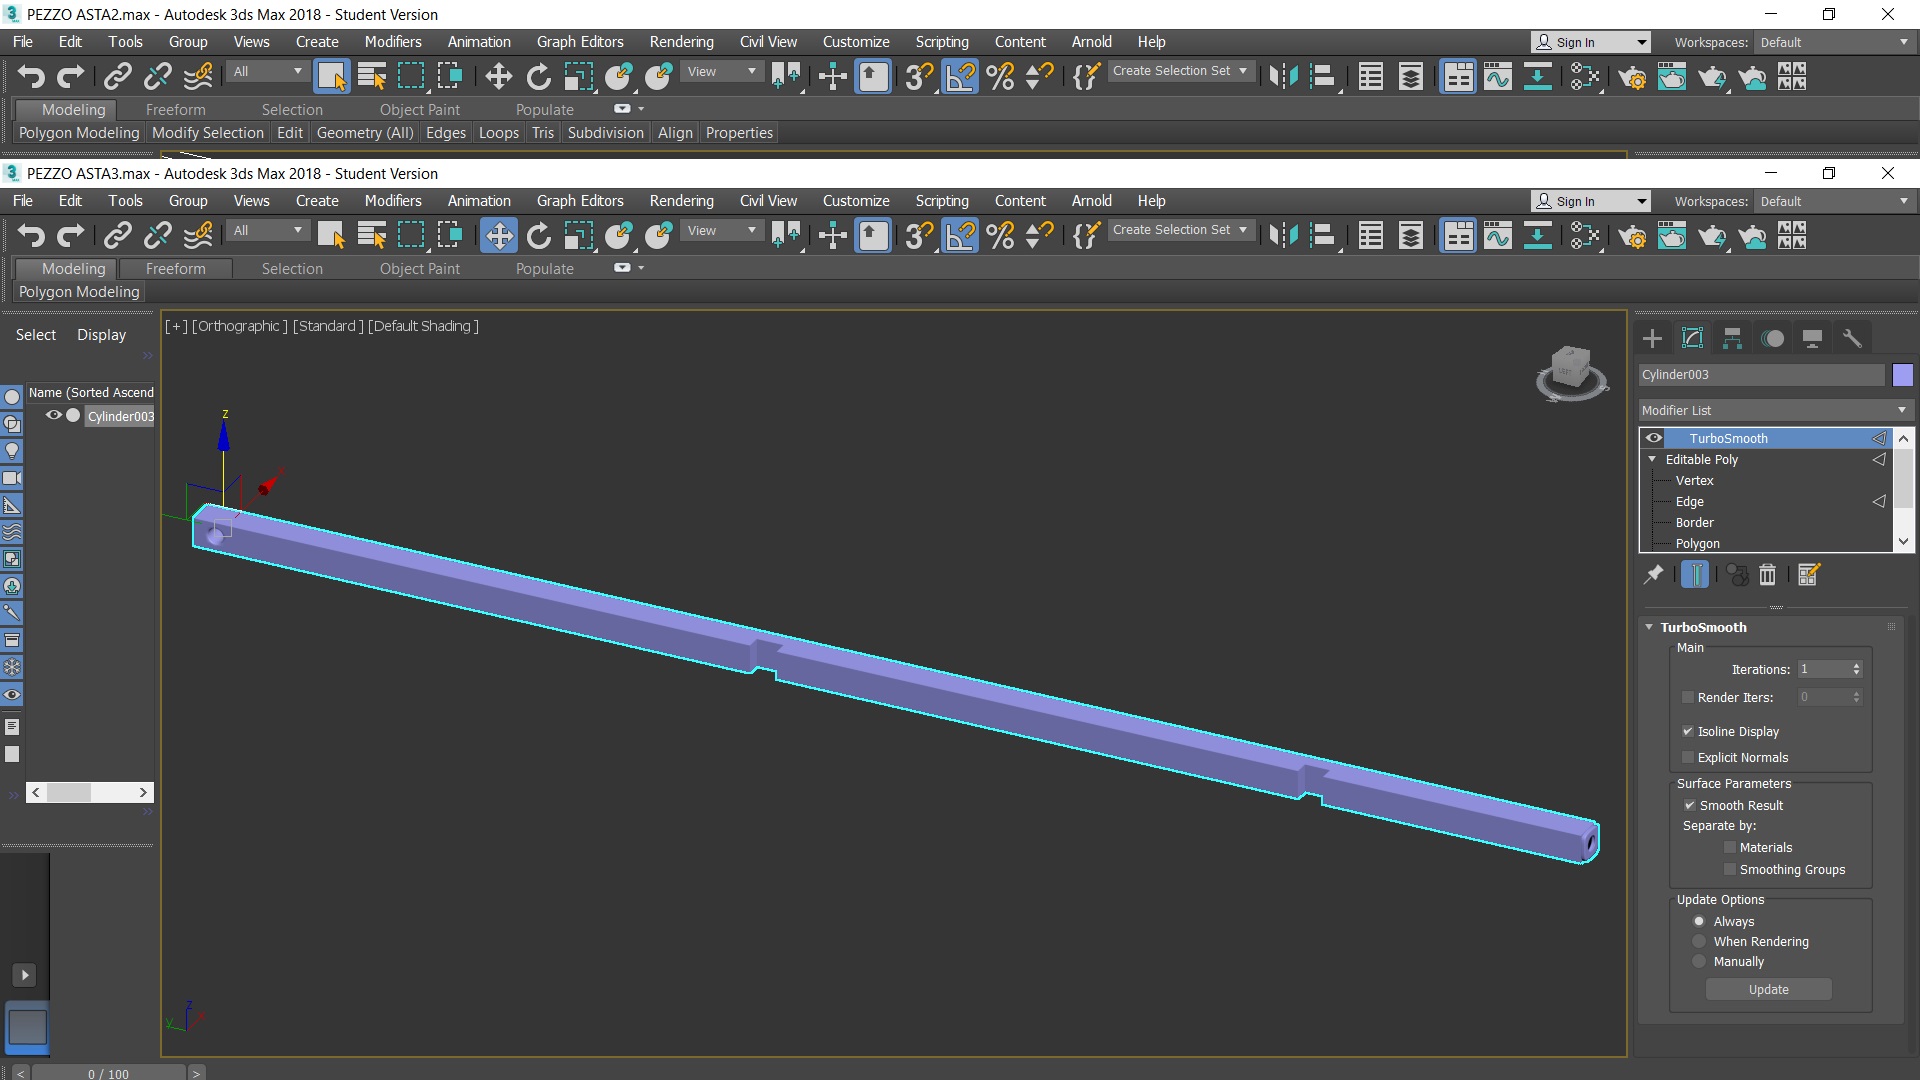 PEZZO ASTA2.max - Autodesk 3ds Max 2018 - Student Version
File Edit Tools Group Views Create Modifiers Animation Graph Editors Rendering Civil View Customize Scripting Content Arnold Help Sign In Workspaces: Default
All View Create Selection Set
Modeling Freeform Selection Object Paint Populate
Polygon Modeling Modify Selection Edit Geometry (All) Edges Loops Tris Subdivision Align Properties
PEZZO ASTA3.max - Autodesk 3ds Max 2018 - Student Version
File Edit Tools Group Views Create Modifiers Animation Graph Editors Rendering Civil View Customize Scripting Content Arnold Help Sign In Workspaces: Default
All View Create Selection Set
Modeling Freeform Selection Object Paint Populate
Polygon Modeling
Select Display
[+] [Orthographic ] [Standard ] [Default Shading ]
Name (Sorted Ascend
Cylinder003
z
x
LEFT
z
y x
Cylinder003
Modifier List
TurboSmooth
Editable Poly
Vertex
Edge
Border
Polygon
TurboSmooth
Main
Iterations: 1
Render Iters: 0
Isoline Display
Explicit Normals
Surface Parameters
Smooth Result
Separate by:
Materials
Smoothing Groups
Update Options
Always
When Rendering
Manually
Update
< 0 / 100 >